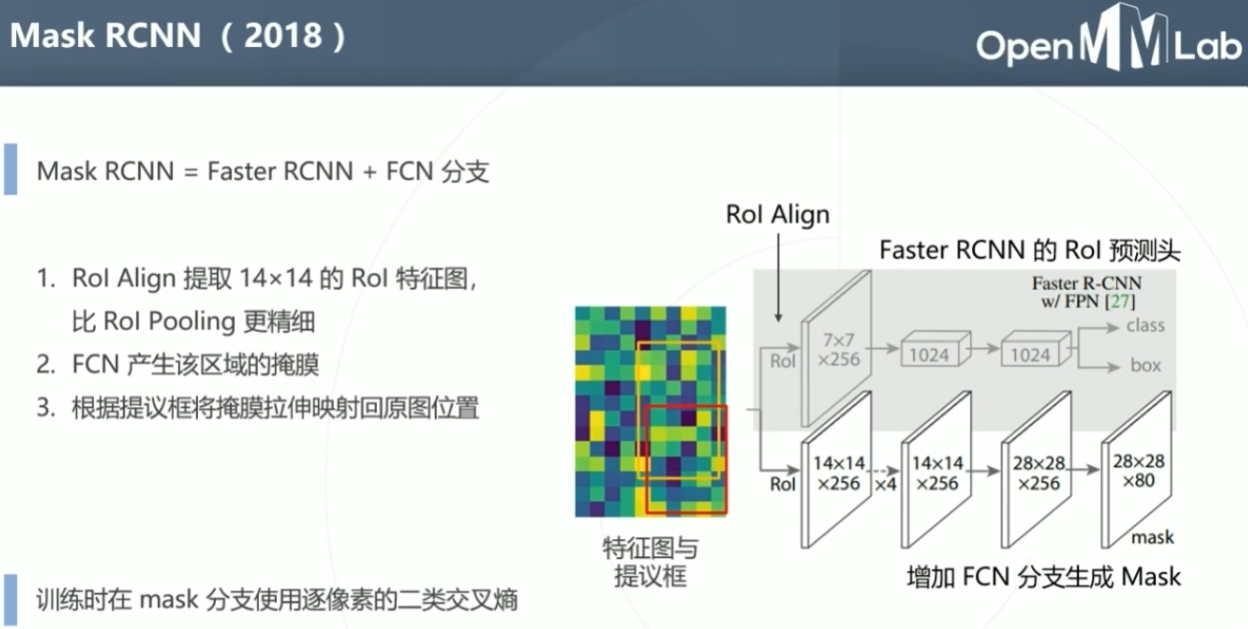 Mask RCNN （ 2018 ）
OpenMMLab
Mask RCNN = Faster RCNN + FCN 分支
1. RoI Align 提取 14×14 的 RoI 特征图，
比 RoI Pooling 更精细
2. FCN 产生该区域的掩膜
3. 根据提议框将掩膜拉伸映射回原图位置
训练时在 mask 分支使用逐像素的二类交叉熵
RoI Align
Faster RCNN 的 RoI 预测头
Faster R-CNN
w/ FPN [27]
RoI
7×7
×256
1024
1024
class
box
RoI
14×14
×256
×4
14×14
×256
28×28
×256
28×28
×80
mask
特征图与
提议框
增加 FCN 分支生成 Mask